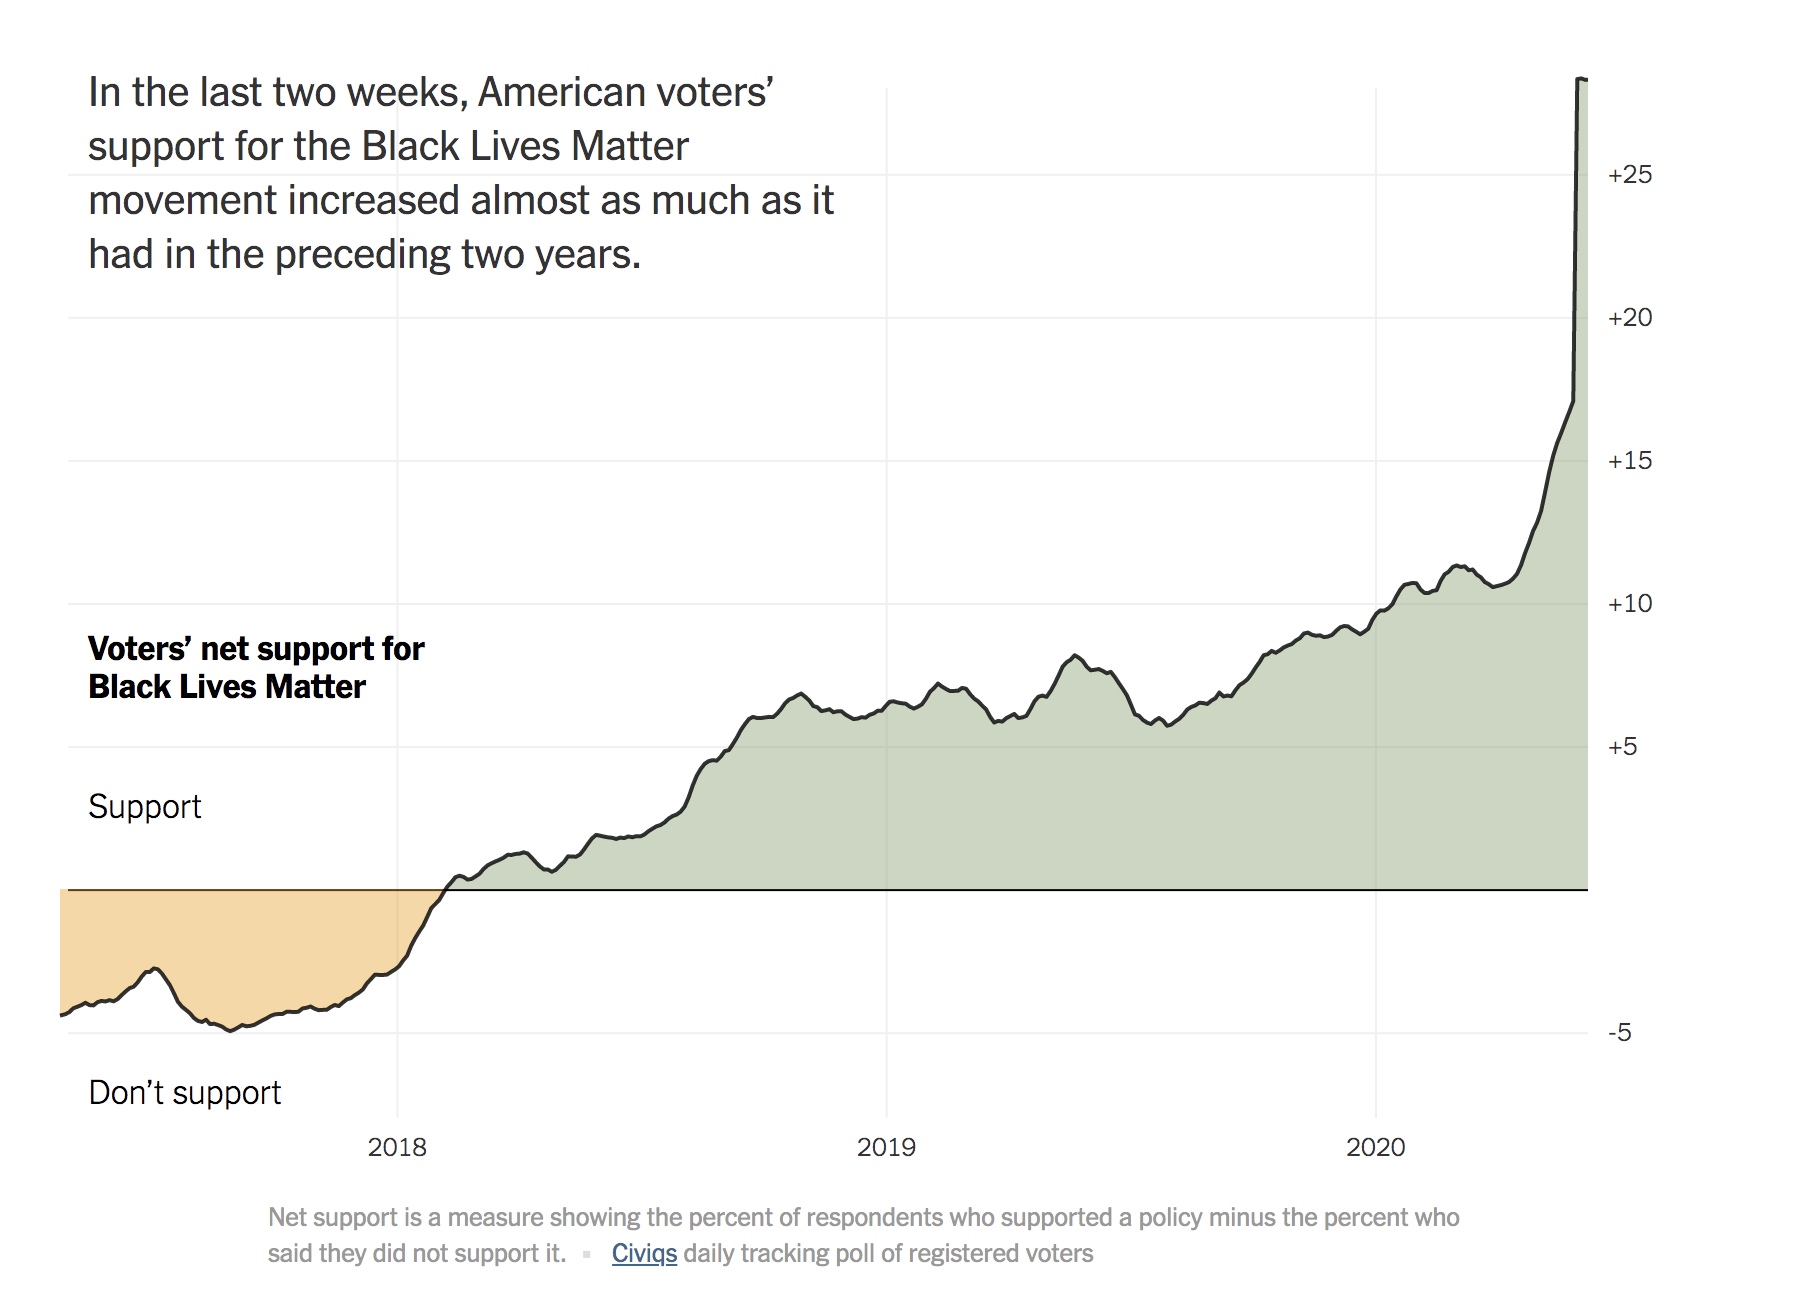 In the last two weeks, American voters’
support for the Black Lives Matter
movement increased almost as much as it
had in the preceding two years.
+25
+20
+15
+10
Voters’ net support for
Black Lives Matter
+5
Support
-5
Don’t support
2018 2019 2020
Net support is a measure showing the percent of respondents who supported a policy minus the percent who
said they did not support it. ▪ Civiqs daily tracking poll of registered voters